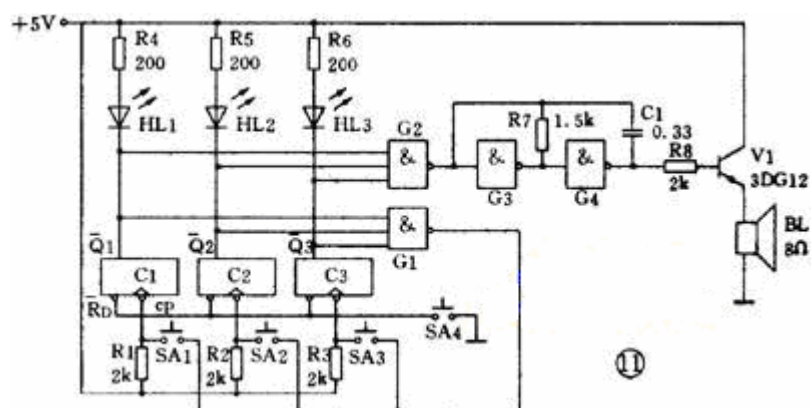 +5V
R4
200
R5
200
R6
200
HL1
HL2
HL3
G2
&
R7
1.5k
C1
0.33
&
G3
&
G4
R8
2k
V1
3DG12
BL
8Ω
&
G1
Q̄1
Q̄2
Q̄3
C1
C2
C3
R̄D
CP
SA4
R1
2k
SA1
R2
2k
SA2
R3
2k
SA3
⑪